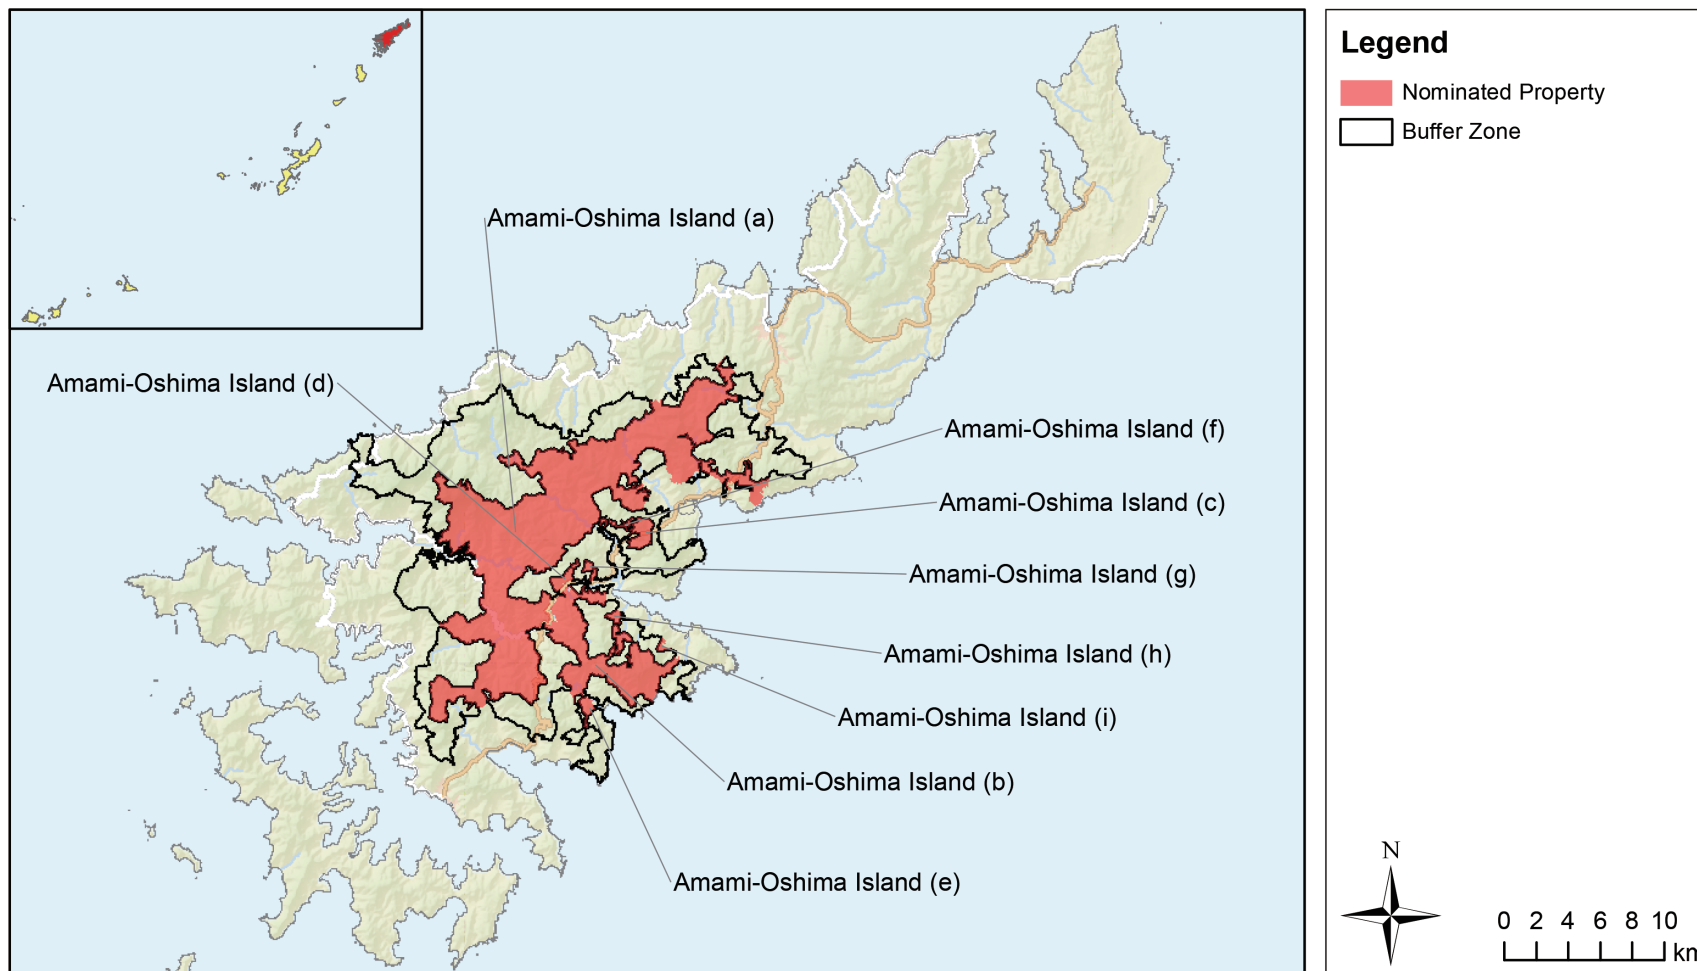 Legend
Nominated Property
Buffer Zone
Amami-Oshima Island (a)
Amami-Oshima Island (d)
Amami-Oshima Island (f)
Amami-Oshima Island (c)
Amami-Oshima Island (g)
Amami-Oshima Island (h)
Amami-Oshima Island (i)
Amami-Oshima Island (b)
Amami-Oshima Island (e)
N
0 2 4 6 8 10
km